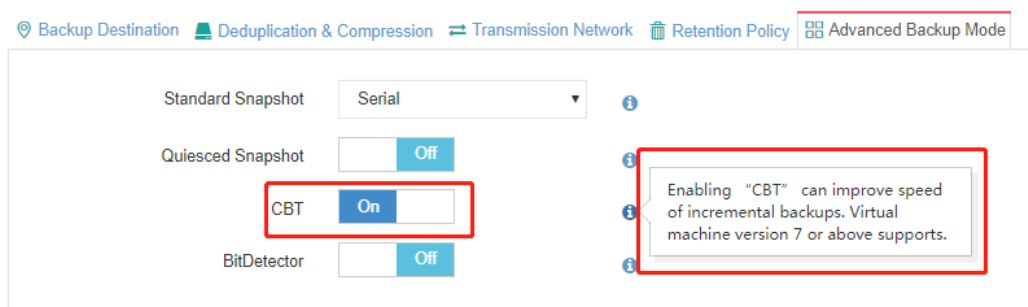 Backup Destination Deduplication & Compression Transmission Network Retention Policy Advanced Backup Mode
Standard Snapshot Serial
Quiesced Snapshot Off
CBT On
Enabling “CBT” can improve speed
of incremental backups. Virtual
machine version 7 or above supports.
BitDetector Off